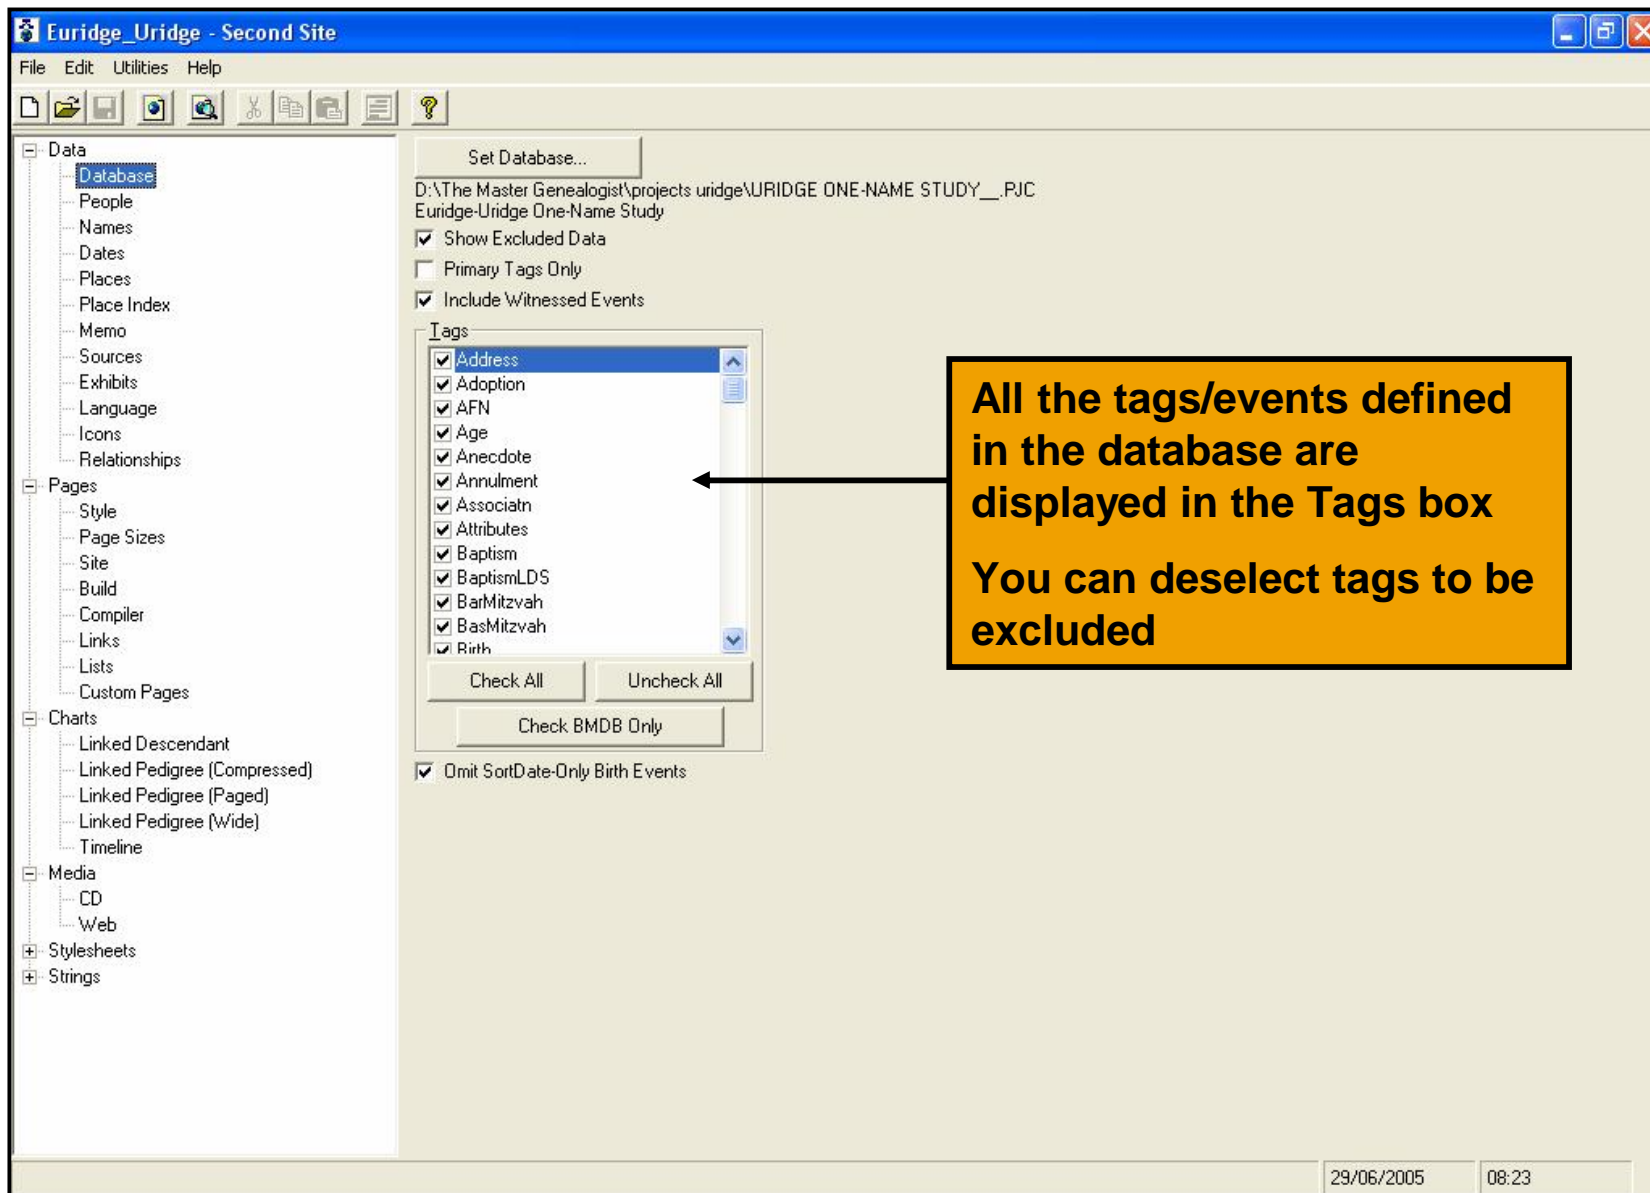 Euridge_Uridge - Second Site
File Edit Utilities Help
Data
Database
People
Names
Dates
Places
Place Index
Memo
Sources
Exhibits
Language
Icons
Relationships
Pages
Style
Page Sizes
Site
Build
Compiler
Links
Lists
Custom Pages
Charts
Linked Descendant
Linked Pedigree (Compressed)
Linked Pedigree (Paged)
Linked Pedigree (Wide)
Timeline
Media
CD
Web
Stylesheets
Strings
Set Database...
D:\The Master Genealogist\projects uridge\URIDGE ONE-NAME STUDY__.PJC
Euridge-Uridge One-Name Study
Show Excluded Data
Primary Tags Only
Include Witnessed Events
Tags
Address
Adoption
AFN
Age
Anecdote
Annulment
Associatn
Attributes
Baptism
BaptismLDS
BarMitzvah
BasMitzvah
Birth
Check All Uncheck All
Check BMDB Only
Omit SortDate-Only Birth Events
All the tags/events defined
in the database are
displayed in the Tags box
You can deselect tags to be
excluded
29/06/2005 08:23